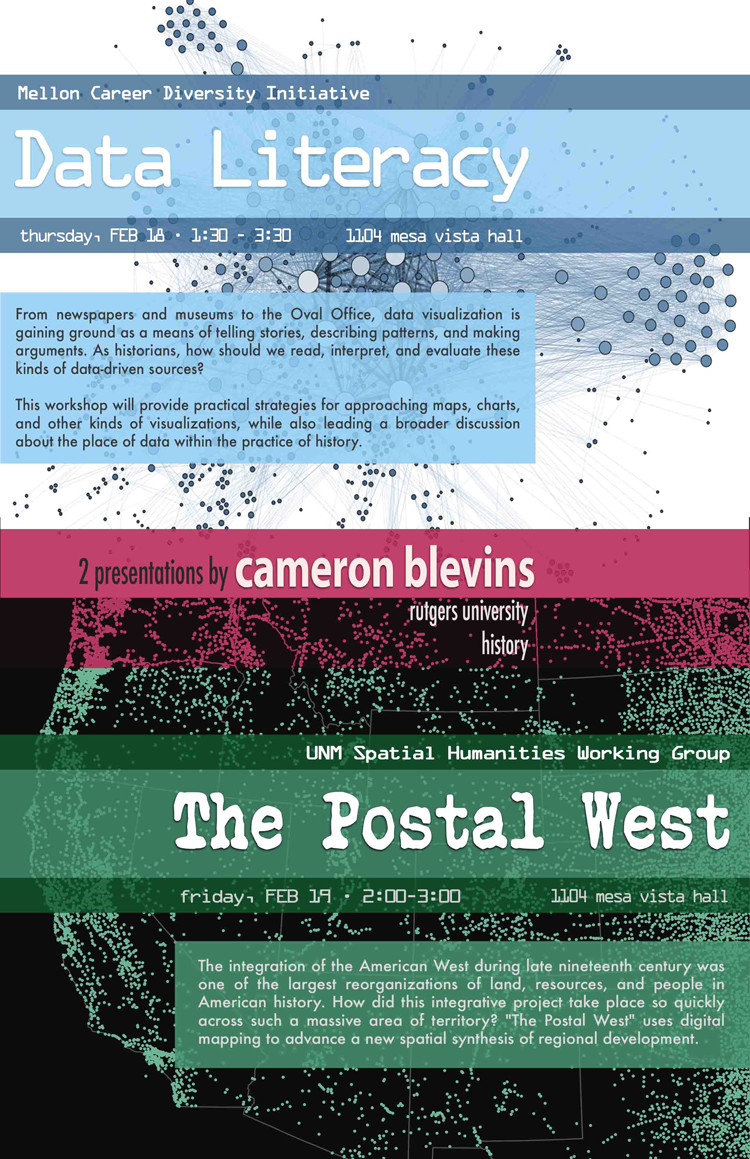 Mellon Career Diversity Initiative
Data Literacy
thursday, FEB 18 · 1:30 - 3:30 1104 mesa vista hall
From newspapers and museums to the Oval Office, data visualization is
gaining ground as a means of telling stories, describing patterns, and making
arguments. As historians, how should we read, interpret, and evaluate these
kinds of data-driven sources?
This workshop will provide practical strategies for approaching maps, charts,
and other kinds of visualizations, while also leading a broader discussion
about the place of data within the practice of history.
2 presentations by cameron blevins
rutgers university
history
UNM Spatial Humanities Working Group
The Postal West
friday, FEB 19 · 2:00-3:00 1104 mesa vista hall
The integration of the American West during late nineteenth century was
one of the largest reorganizations of land, resources, and people in
American history. How did this integrative project take place so quickly
across such a massive area of territory? "The Postal West" uses digital
mapping to advance a new spatial synthesis of regional development.